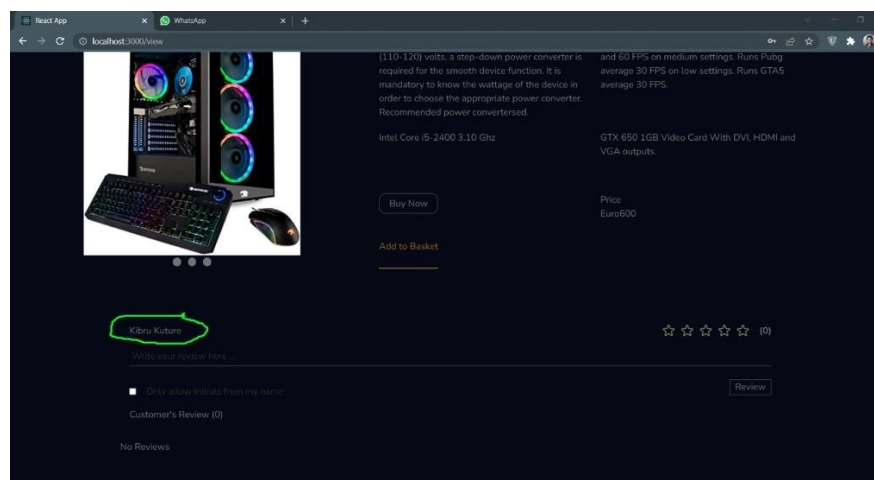 React App
WhatsApp
localhost:3000/view
(110-120) volts, a step-down power converter is
required for the smooth device function. It is
mandatory to know the wattage of the device in
order to choose the appropriate power converter.
Recommended power convertersed.
Intel Core i5-2400 3.10 Ghz
and 60 FPS on medium settings. Runs Pubg
average 30 FPS on low settings. Runs GTA5
average 30 FPS.
GTX 650 1GB Video Card With DVI, HDMI and
VGA outputs.
Buy Now
Price
Euro600
Add to Basket
Kibru Kuture
(0)
Write your review here ...
Only allow initials from my name
Review
Customer's Review (0)
No Reviews